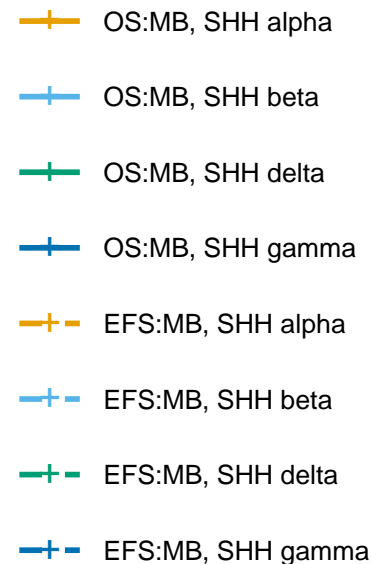 OS:MB, SHH alpha
OS:MB, SHH beta
OS:MB, SHH delta
OS:MB, SHH gamma
EFS:MB, SHH alpha
EFS:MB, SHH beta
EFS:MB, SHH delta
EFS:MB, SHH gamma